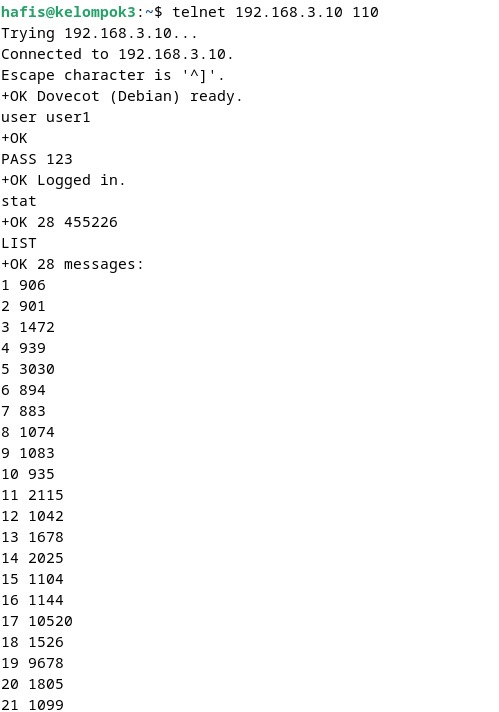 hafis@kelompok3:~$ telnet 192.168.3.10 110
Trying 192.168.3.10...
Connected to 192.168.3.10.
Escape character is '^]'.
+OK Dovecot (Debian) ready.
user user1
+OK
PASS 123
+OK Logged in.
stat
+OK 28 455226
LIST
+OK 28 messages:
1 906
2 901
3 1472
4 939
5 3030
6 894
7 883
8 1074
9 1083
10 935
11 2115
12 1042
13 1678
14 2025
15 1104
16 1144
17 10520
18 1526
19 9678
20 1805
21 1099